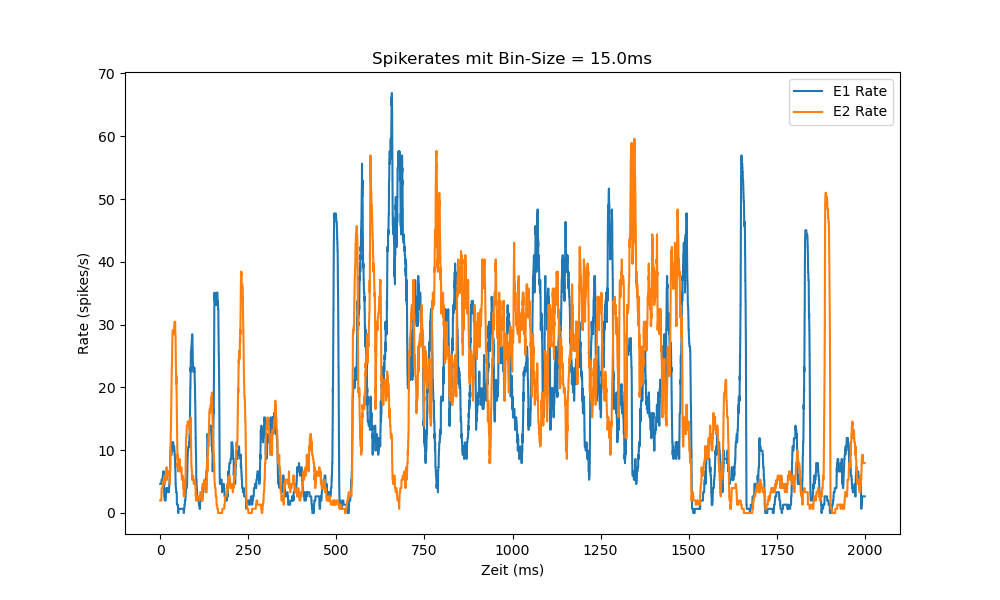 Spikerates mit Bin-Size = 15.0ms
E1 Rate
E2 Rate
70
60
50
40
30
20
10
0
Rate (spikes/s)
0 250 500 750 1000 1250 1500 1750 2000
Zeit (ms)